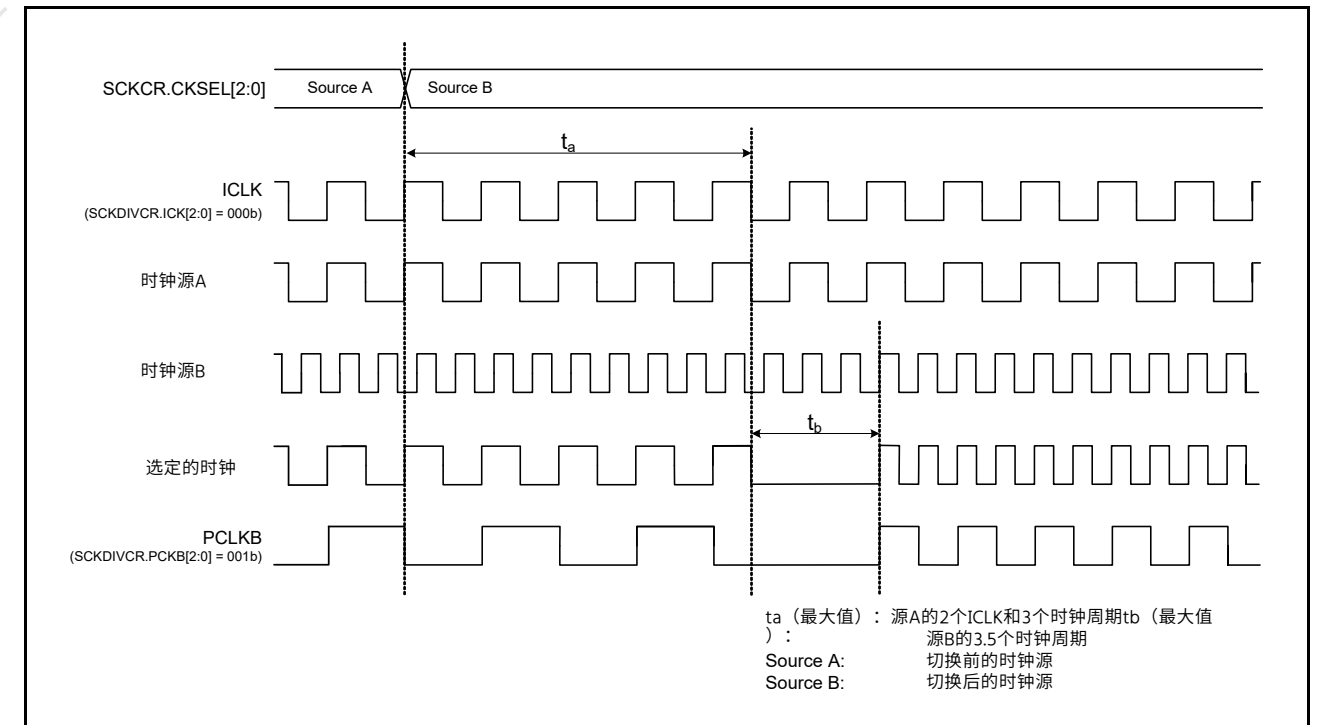 SCKCR.CKSEL[2:0]
Source A
Source B
ta
ICLK
(SCKDIVCR.ICK[2:0] = 000b)
时钟源A
时钟源B
tb
选定的时钟
PCLKB
(SCKDIVCR.PCKB[2:0] = 001b)
ta（最大值）：源A的2个ICLK和3个时钟周期tb（最大值
）：
源B的3.5个时钟周期
Source A: 切换前的时钟源
Source B: 切换后的时钟源